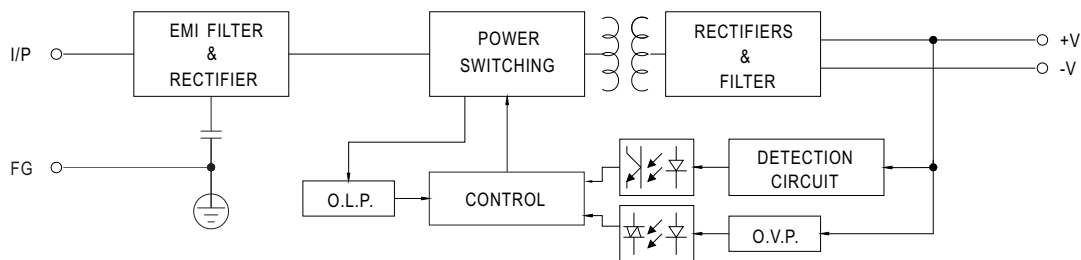 I/P
EMI FILTER
&
RECTIFIER
POWER
SWITCHING
RECTIFIERS
&
FILTER
+V
-V
FG
O.L.P.
CONTROL
DETECTION
CIRCUIT
O.V.P.